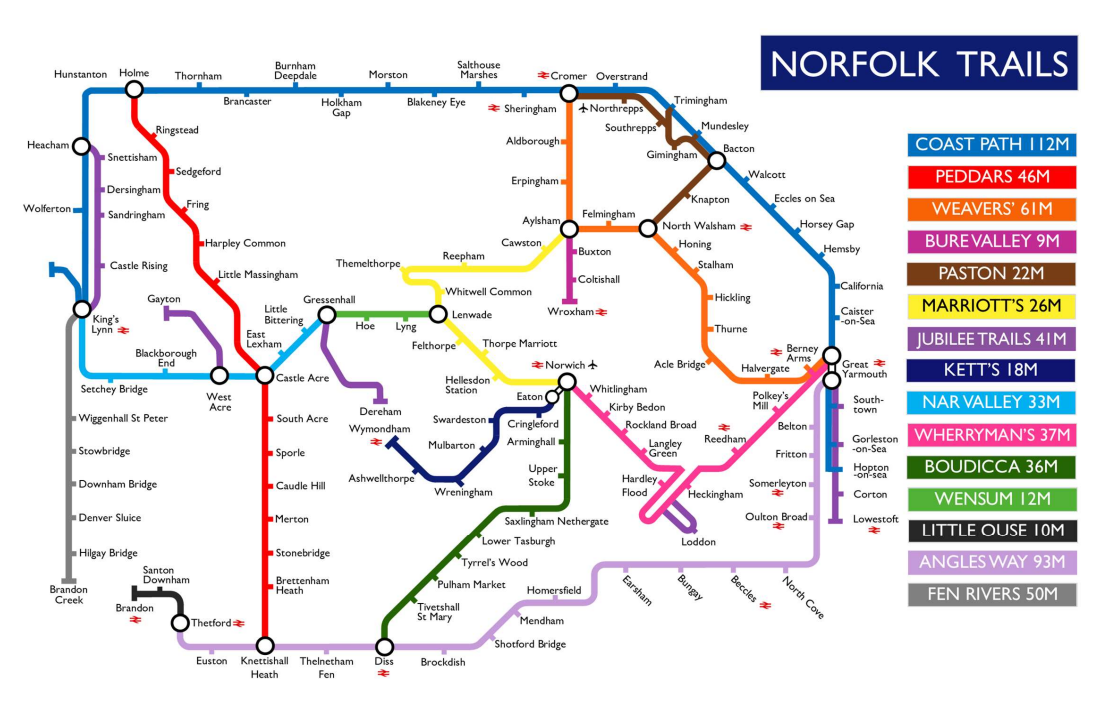 NORFOLK TRAILS
COAST PATH 112M
PEDDARS 46M
WEAVERS' 61M
BURE VALLEY 9M
PASTON 22M
MARRIOTT'S 26M
JUBILEE TRAILS 41M
KETT'S 18M
NAR VALLEY 33M
WHERRYMAN'S 37M
BOUDICCA 36M
WENSUM 12M
LITTLE OUSE 10M
ANGLES WAY 93M
FEN RIVERS 50M
Hunstanton
Holme
Thornham
Brancaster
Burnham
Deepdale
Holkham
Gap
Morston
Blakeney Eye
Salthouse
Marshes
Sheringham
Cromer
Overstrand
Northrepps
Trimingham
Southrepps
Mundesley
Gimingham
Bacton
Walcott
Knapton
Eccles on Sea
Horsey Gap
Hemsby
California
Caister
-on-Sea
Heacham
Snettisham
Dersingham
Wolferton
Sandringham
Castle Rising
King's
Lynn
Ringstead
Sedgeford
Fring
Harpley Common
Little Massingham
Aldborough
Erpingham
Aylsham
Felmingham
North Walsham
Cawston
Reepham
Themelthorpe
Whitwell Common
Buxton
Coltishall
Wroxham
Honing
Stalham
Hickling
Thurne
Acle Bridge
Halvergate
Berney
Arms
Great
Yarmouth
Gayton
Little
Bittering
Gressenhall
East
Lexham
Hoe
Lyng
Lenwade
Felthorpe
Thorpe Marriott
Hellesdon
Station
Norwich
Blackborough
End
Setchey Bridge
West
Acre
Castle Acre
Dereham
Wymondham
Eaton
Cringleford
Swardeston
Mulbarton
Ashwellthorpe
Wreningham
Arminghall
Upper
Stoke
Whitlingham
Kirby Bedon
Rockland Broad
Langley
Green
Hardley
Flood
Heckingham
Loddon
Reedham
Polkey's
Mill
South-
town
Gorleston
-on-Sea
Hopton
-on-sea
Corton
Lowestoft
Belton
Fritton
Somerleyton
Oulton Broad
Wiggenhall St Peter
Stowbridge
Downham Bridge
Denver Sluice
Hilgay Bridge
Brandon
Creek
South Acre
Sporle
Caudle Hill
Merton
Stonebridge
Brettenham
Heath
Santon
Downham
Brandon
Thetford
Euston
Knettishall
Heath
Thelnetham
Fen
Diss
Saxlingham Nethergate
Lower Tasburgh
Tyrrel's Wood
Pulham Market
Tivetshall
St Mary
Brockdish
Shotford Bridge
Mendham
Homersfield
Earsham
Bungay
Beccles
North Cove